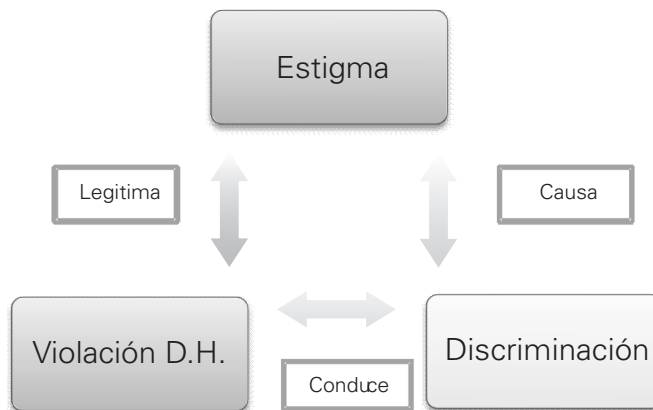 Estigma
Legitima
Causa
Violación D.H.
Discriminación
Conduce